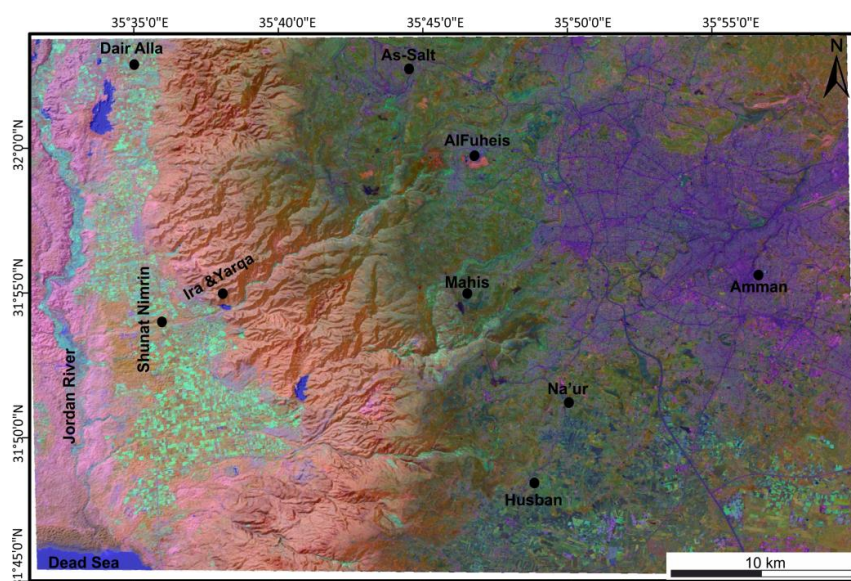 35°35'0"E 35°40'0"E 35°45'0"E 35°50'0"E 35°55'0"E
Dair Alla
As-Salt
N
32°0'0"N
AlFuheis
31°55'0"N
Ira &Yarqa
Mahis
Amman
Shunat Nimrin
Jordan River
Na'ur
31°50'0"N
Husban
31°45'0"N
Dead Sea
10 km